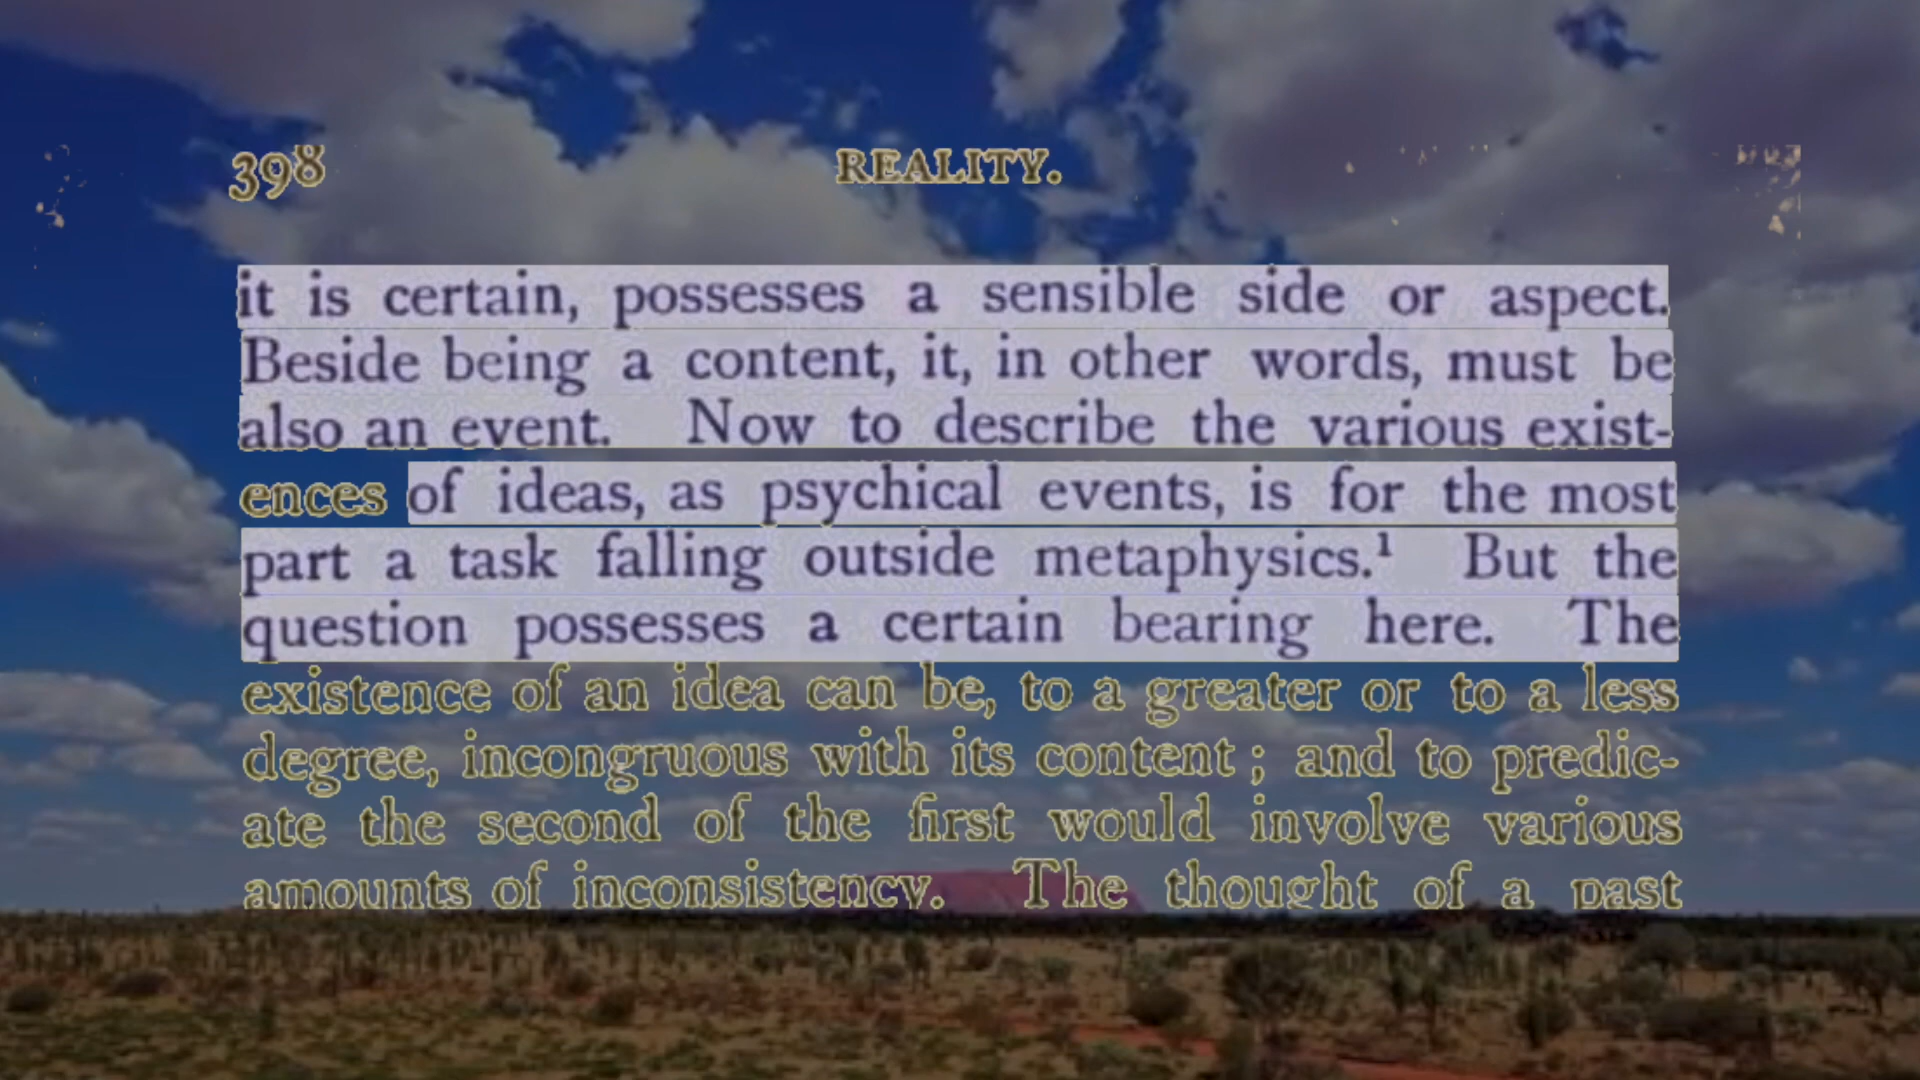 398 REALITY.
it is certain, possesses a sensible side or aspect.
Beside being a content, it, in other words, must be
also an event. Now to describe the various exist-
ences of ideas, as psychical events, is for the most
part a task falling outside metaphysics.¹ But the
question possesses a certain bearing here. The
existence of an idea can be, to a greater or to a less
degree, incongruous with its content ; and to predic-
ate the second of the first would involve various
amounts of inconsistency. The thought of a past